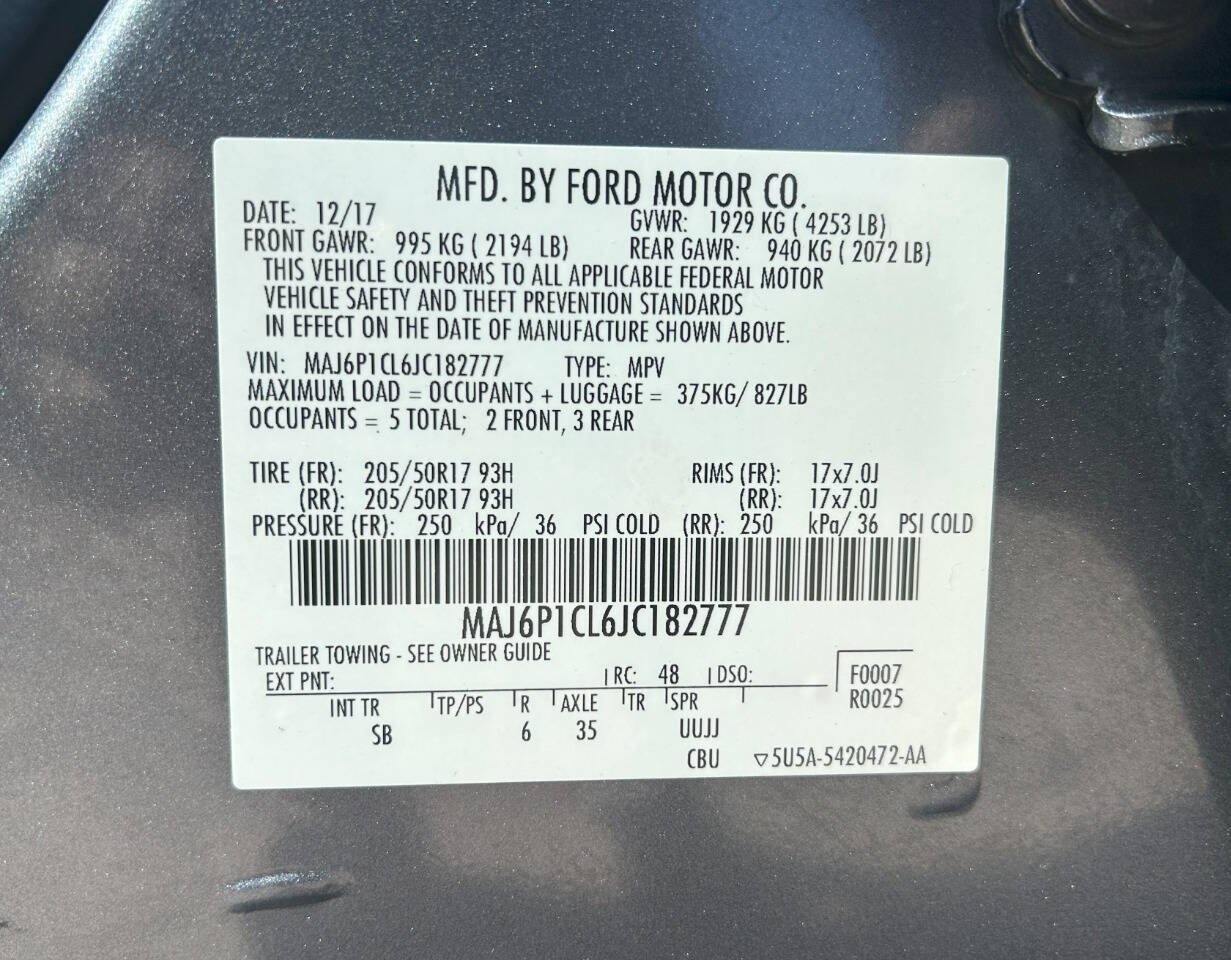 MFD. BY FORD MOTOR CO.
DATE: 12/17 GVWR: 1929 KG ( 4253 LB)
FRONT GAWR: 995 KG ( 2194 LB) REAR GAWR: 940 KG ( 2072 LB)
THIS VEHICLE CONFORMS TO ALL APPLICABLE FEDERAL MOTOR
VEHICLE SAFETY AND THEFT PREVENTION STANDARDS
IN EFFECT ON THE DATE OF MANUFACTURE SHOWN ABOVE.
VIN: MAJ6P1CL6JC182777 TYPE: MPV
MAXIMUM LOAD = OCCUPANTS + LUGGAGE = 375KG/ 827LB
OCCUPANTS = 5 TOTAL; 2 FRONT, 3 REAR
TIRE (FR): 205/50R17 93H RIMS (FR): 17x7.0J
(RR): 205/50R17 93H (RR): 17x7.0J
PRESSURE (FR): 250 kPa/ 36 PSI COLD (RR): 250 kPa/ 36 PSI COLD
MAJ6P1CL6JC182777
TRAILER TOWING - SEE OWNER GUIDE
EXT PNT: RC: 48 DSO: F0007
R0025
INT TR TP/PS R AXLE TR SPR
SB 6 35 UUJJ
CBU ▽5U5A-5420472-AA